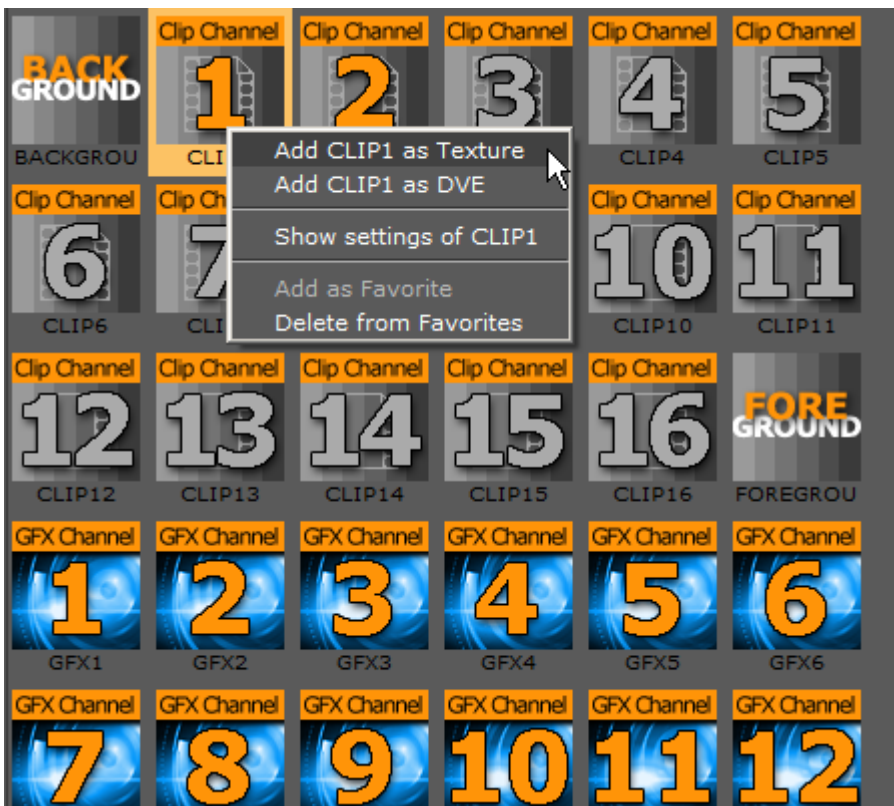 Clip Channel Clip Channel Clip Channel Clip Channel Clip Channel
BACK GROUND 1 2 3 4 5
BACKGROU CLI CLIP4 CLIP5
Add CLIP1 as Texture
Add CLIP1 as DVE
Show settings of CLIP1
Add as Favorite
Delete from Favorites
Clip Channel Clip Ch Clip Channel Clip Channel
6 7 10 11
CLIP6 CLI CLIP10 CLIP11
Clip Channel Clip Channel Clip Channel Clip Channel Clip Channel
12 13 14 15 16 FORE GROUND
CLIP12 CLIP13 CLIP14 CLIP15 CLIP16 FOREGROU
GFX Channel GFX Channel GFX Channel GFX Channel GFX Channel GFX Channel
1 2 3 4 5 6
GFX1 GFX2 GFX3 GFX4 GFX5 GFX6
GFX Channel GFX Channel GFX Channel GFX Channel GFX Channel GFX Channel
7 8 9 10 11 12